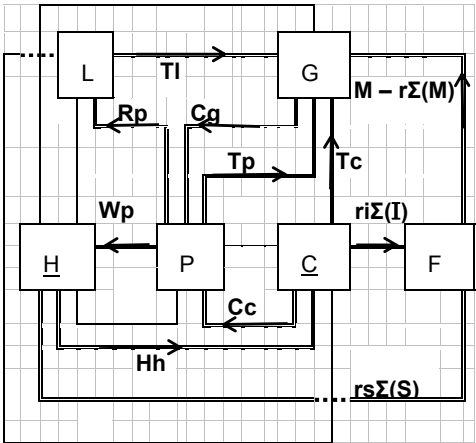 L
G
Tl
M – rΣ(M)
Rp
Cg
Tp
Tc
Wp
riΣ(I)
H
P
C
F
Cc
Hh
rsΣ(S)